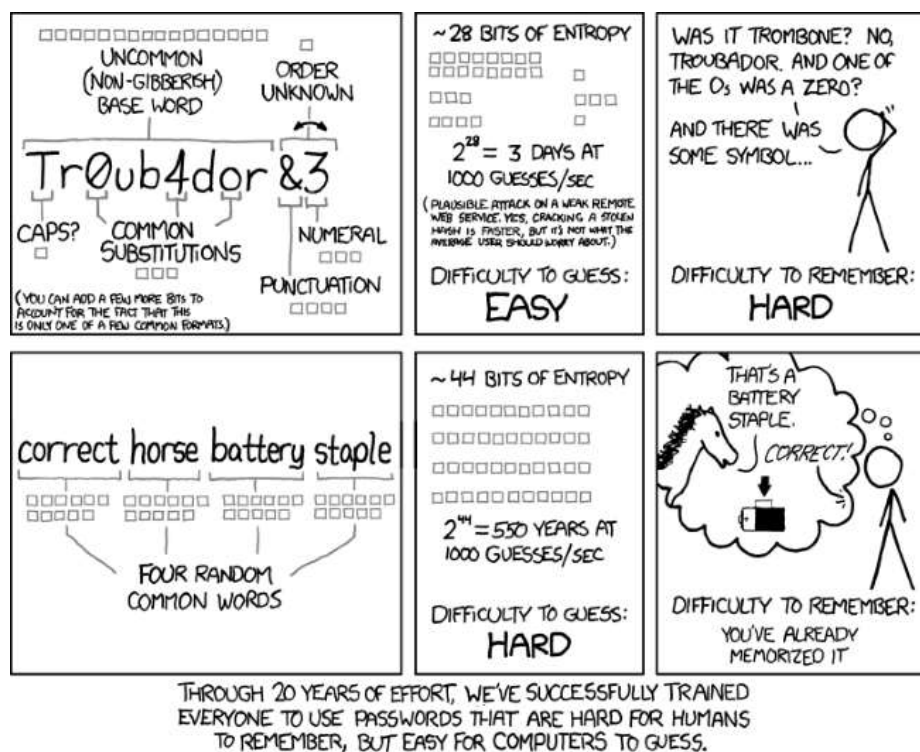 UNCOMMON
(NON-GIBBERISH)
BASE WORD
ORDER
UNKNOWN
Tr0ub4dor &3
CAPS?
COMMON
SUBSTITUTIONS
NUMERAL
PUNCTUATION
(YOU CAN ADD A FEW MORE BITS TO
ACCOUNT FOR THE FACT THAT THIS
IS ONLY ONE OF A FEW COMMON FORMATS.)
~28 BITS OF ENTROPY
2^28 = 3 DAYS AT
1000 GUESSES/SEC
(PLAUSIBLE ATTACK ON A WEAK REMOTE
WEB SERVICE. YES, CRACKING A STOLEN
HASH IS FASTER, BUT IT'S NOT WHAT THE
AVERAGE USER SHOULD WORRY ABOUT.)
DIFFICULTY TO GUESS:
EASY
WAS IT TROMBONE? NO,
TROUBADOR. AND ONE OF
THE Os WAS A ZERO?
AND THERE WAS
SOME SYMBOL...
DIFFICULTY TO REMEMBER:
HARD
correct horse battery staple
FOUR RANDOM
COMMON WORDS
~44 BITS OF ENTROPY
2^44 = 550 YEARS AT
1000 GUESSES/SEC
DIFFICULTY TO GUESS:
HARD
THAT'S A
BATTERY
STAPLE.
CORRECT!
DIFFICULTY TO REMEMBER:
YOU'VE ALREADY
MEMORIZED IT
THROUGH 20 YEARS OF EFFORT, WE'VE SUCCESSFULLY TRAINED
EVERYONE TO USE PASSWORDS THAT ARE HARD FOR HUMANS
TO REMEMBER, BUT EASY FOR COMPUTERS TO GUESS.